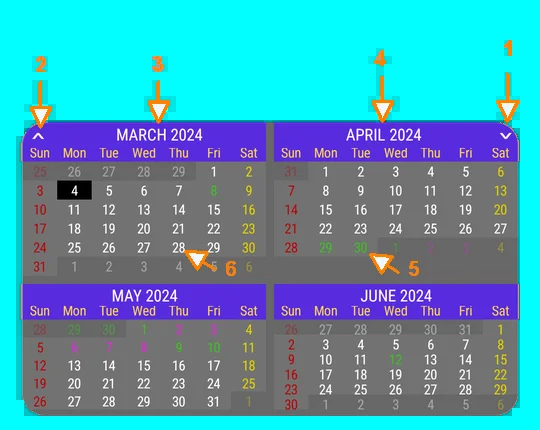 2
3
4
1
MARCH 2024
Sun Mon Tue Wed Thu Fri Sat
25 26 27 28 29 1 2
3 4 5 6 7 8 9
10 11 12 13 14 15 16
17 18 19 20 21 22 23
24 25 26 27 28 29 30
31 1 2 3 4 5 6
6
APRIL 2024
Sun Mon Tue Wed Thu Fri Sat
31 1 2 3 4 5 6
7 8 9 10 11 12 13
14 15 16 17 18 19 20
21 22 23 24 25 26 27
28 29 30 1 2 3 4
5
MAY 2024
Sun Mon Tue Wed Thu Fri Sat
28 29 30 1 2 3 4
5 6 7 8 9 10 11
12 13 14 15 16 17 18
19 20 21 22 23 24 25
26 27 28 29 30 31 1
JUNE 2024
Sun Mon Tue Wed Thu Fri Sat
26 27 28 29 30 31 1
2 3 4 5 6 7 8
9 10 11 12 13 14 15
16 17 18 19 20 21 22
23 24 25 26 27 28 29
30 1 2 3 4 5 6